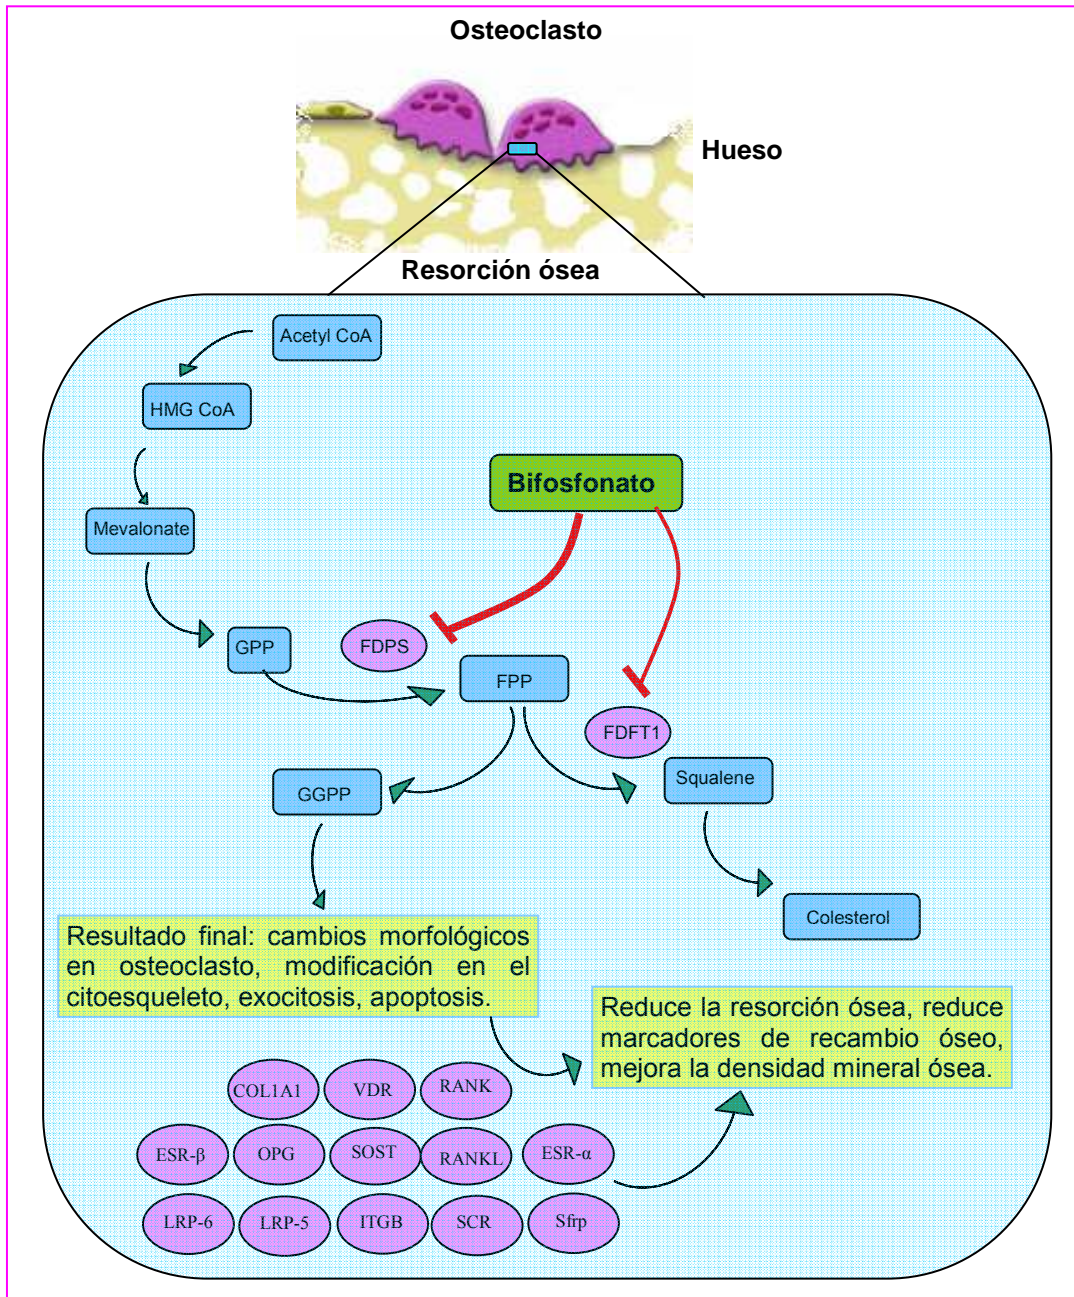 Osteoclasto
Hueso
Resorción ósea
Acetyl CoA
HMG CoA
Bifosfonato
Mevalonate
GPP
FDPS
FPP
FDFT1
GGPP
Squalene
Colesterol
Resultado final: cambios morfológicos
en osteoclasto, modificación en el
citoesqueleto, exocitosis, apoptosis.
Reduce la resorción ósea, reduce
marcadores de recambio óseo,
mejora la densidad mineral ósea.
COL1A1 VDR RANK
ESR-β OPG SOST RANKL ESR-α
LRP-6 LRP-5 ITGB SCR Sfrp